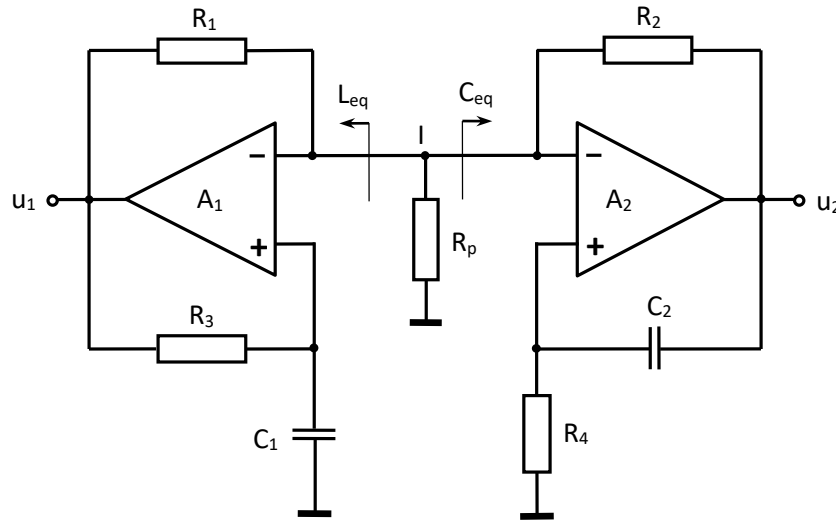 R₁
R₂
Lₑq
Cₑq
I
u₁
A₁
−
+
Rₚ
A₂
−
+
u₂
R₃
C₂
C₁
R₄